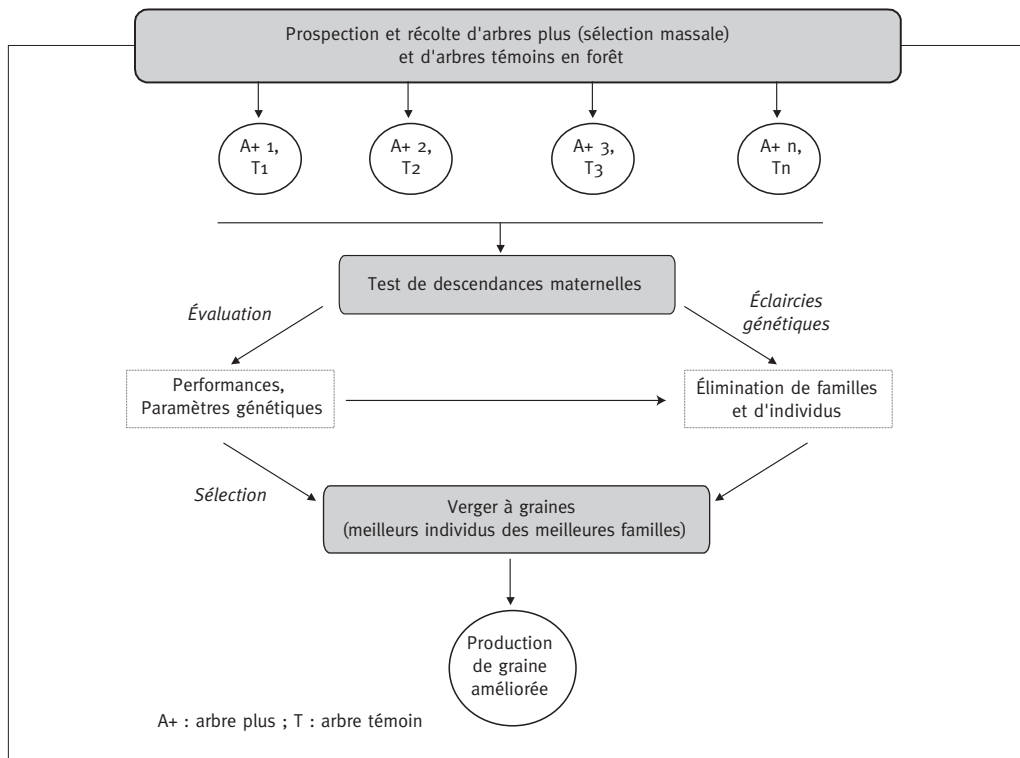 Prospection et récolte d'arbres plus (sélection massale)
et d'arbres témoins en forêt
A+ 1,
T1
A+ 2,
T2
A+ 3,
T3
A+ n,
Tn
Test de descendances maternelles
Évaluation
Éclaircies
génétiques
Performances,
Paramètres génétiques
Élimination de familles
et d'individus
Sélection
Verger à graines
(meilleurs individus des meilleures familles)
Production
de graine
améliorée
A+ : arbre plus ; T : arbre témoin